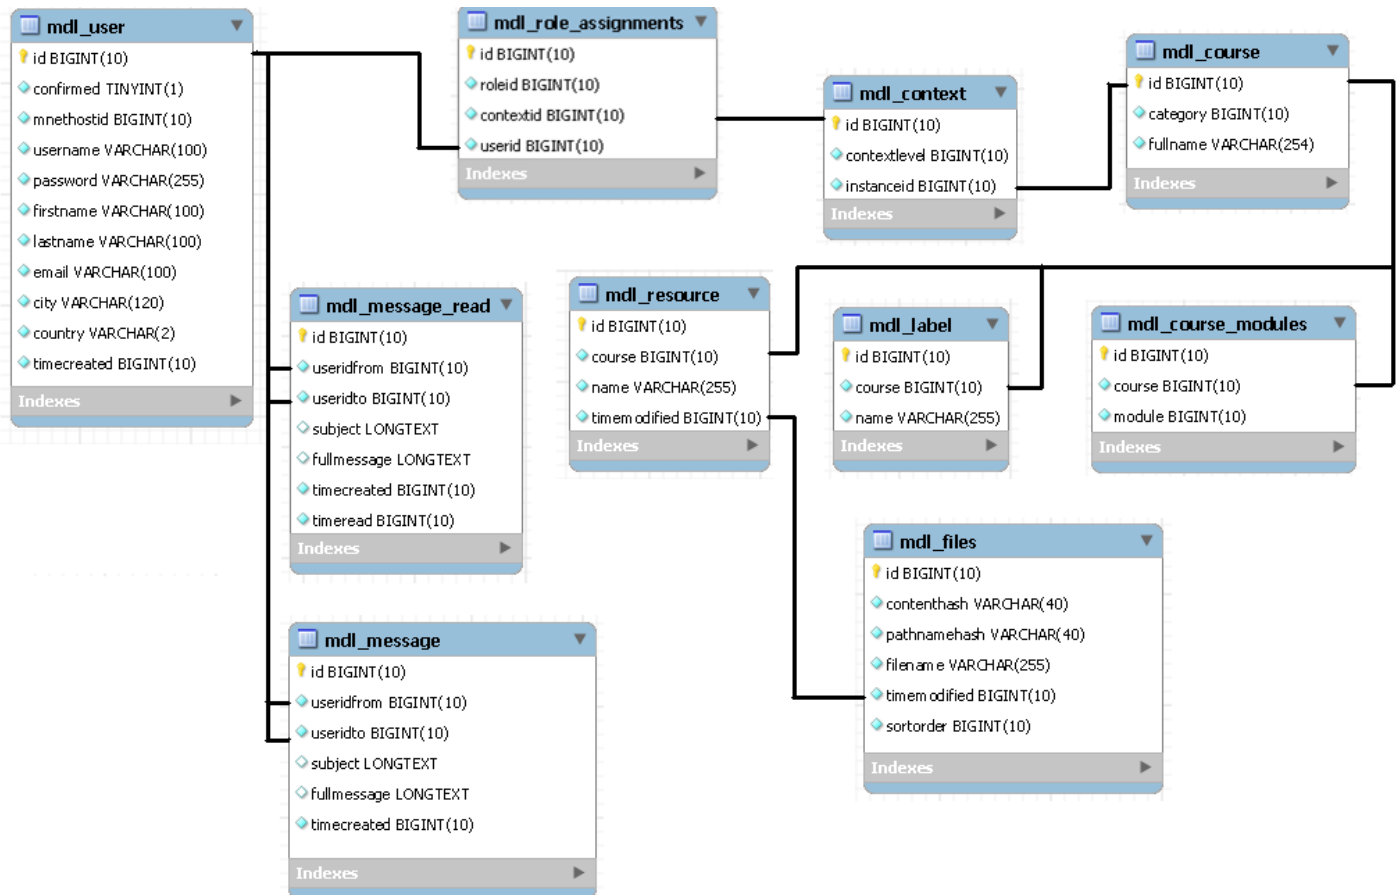 mdl_user
id BIGINT(10)
confirmed TINYINT(1)
mnethostid BIGINT(10)
username VARCHAR(100)
password VARCHAR(255)
firstname VARCHAR(100)
lastname VARCHAR(100)
email VARCHAR(100)
city VARCHAR(120)
country VARCHAR(2)
timecreated BIGINT(10)
Indexes
mdl_role_assignments
id BIGINT(10)
roleid BIGINT(10)
contextid BIGINT(10)
userid BIGINT(10)
Indexes
mdl_context
id BIGINT(10)
contextlevel BIGINT(10)
instanceid BIGINT(10)
Indexes
mdl_course
id BIGINT(10)
category BIGINT(10)
fullname VARCHAR(254)
Indexes
mdl_message_read
id BIGINT(10)
useridfrom BIGINT(10)
useridto BIGINT(10)
subject LONGTEXT
fullmessage LONGTEXT
timecreated BIGINT(10)
timeread BIGINT(10)
Indexes
mdl_resource
id BIGINT(10)
course BIGINT(10)
name VARCHAR(255)
timemodified BIGINT(10)
Indexes
mdl_label
id BIGINT(10)
course BIGINT(10)
name VARCHAR(255)
Indexes
mdl_course_modules
id BIGINT(10)
course BIGINT(10)
module BIGINT(10)
Indexes
mdl_files
id BIGINT(10)
contenthash VARCHAR(40)
pathnamehash VARCHAR(40)
filename VARCHAR(255)
timemodified BIGINT(10)
sortorder BIGINT(10)
Indexes
mdl_message
id BIGINT(10)
useridfrom BIGINT(10)
useridto BIGINT(10)
subject LONGTEXT
fullmessage LONGTEXT
timecreated BIGINT(10)
Indexes